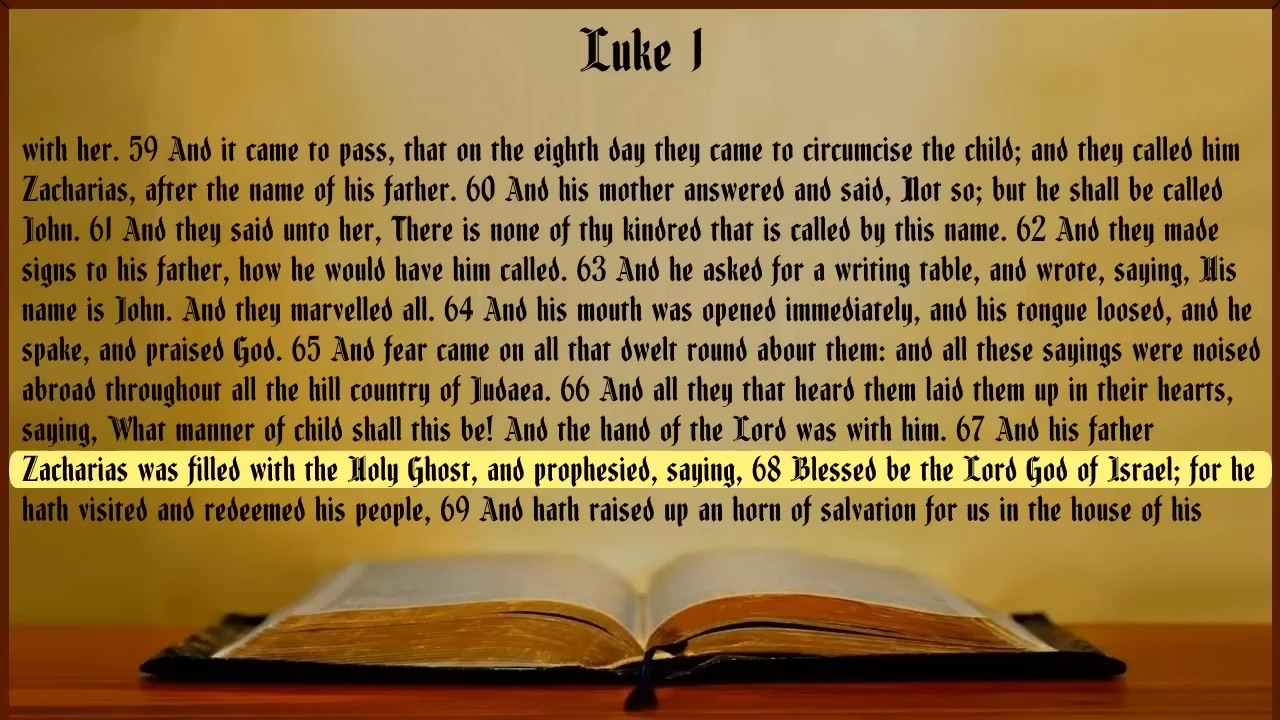 Luke 1
with her. 59 And it came to pass, that on the eighth day they came to circumcise the child; and they called him
Zacharias, after the name of his father. 60 And his mother answered and said, Not so; but he shall be called
John. 61 And they said unto her, There is none of thy kindred that is called by this name. 62 And they made
signs to his father, how he would have him called. 63 And he asked for a writing table, and wrote, saying, His
name is John. And they marvelled all. 64 And his mouth was opened immediately, and his tongue loosed, and he
spake, and praised God. 65 And fear came on all that dwelt round about them: and all these sayings were noised
abroad throughout all the hill country of Judaea. 66 And all they that heard them laid them up in their hearts,
saying, What manner of child shall this be! And the hand of the Lord was with him. 67 And his father
Zacharias was filled with the Holy Ghost, and prophesied, saying, 68 Blessed be the Lord God of Israel; for he
hath visited and redeemed his people, 69 And hath raised up an horn of salvation for us in the house of his